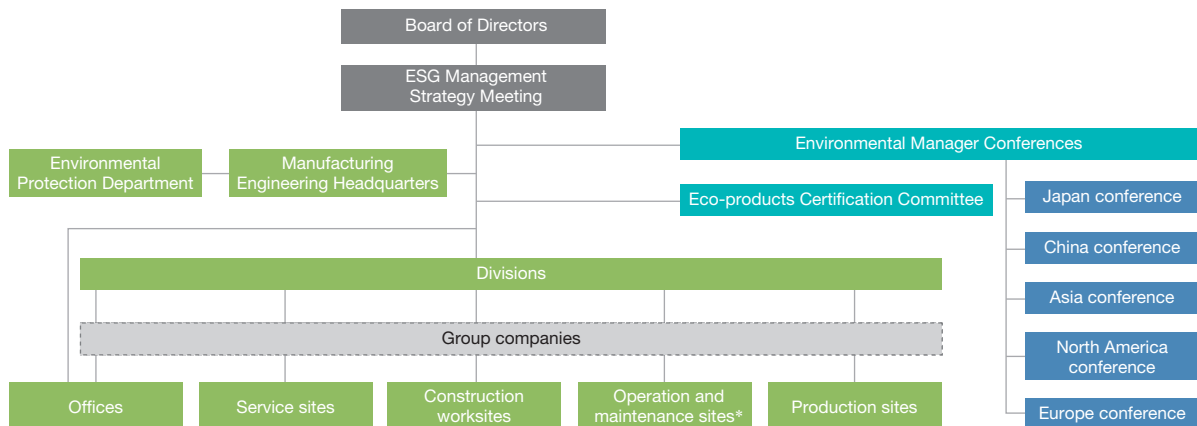 Board of Directors
ESG Management
Strategy Meeting
Environmental Manager Conferences
Environmental
Protection Department
Manufacturing
Engineering Headquarters
Eco-products Certification Committee
Japan conference
China conference
Asia conference
North America
conference
Europe conference
Divisions
Group companies
Offices
Service sites
Construction
worksites
Operation and
maintenance sites*
Production sites